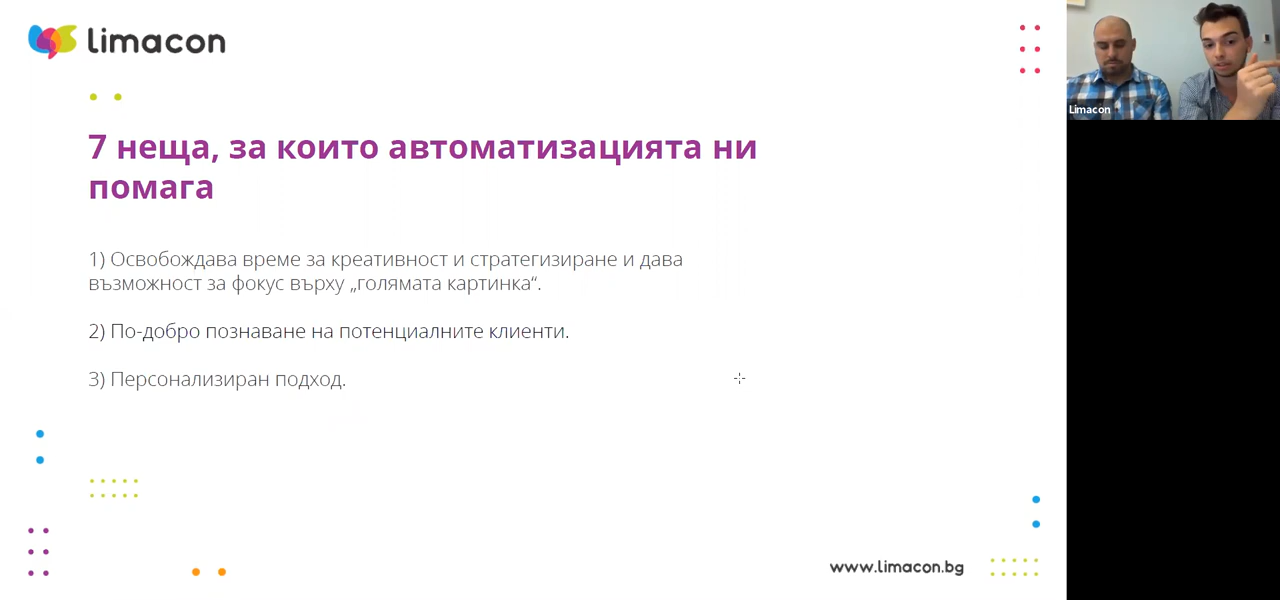 limacon
7 неща, за които автоматизацията ни
помага
1) Освобождава време за креативност и стратегизиране и дава
възможност за фокус върху „голямата картинка“.
2) По-добро познаване на потенциалните клиенти.
3) Персонализиран подход.
www.limacon.bg
Limacon